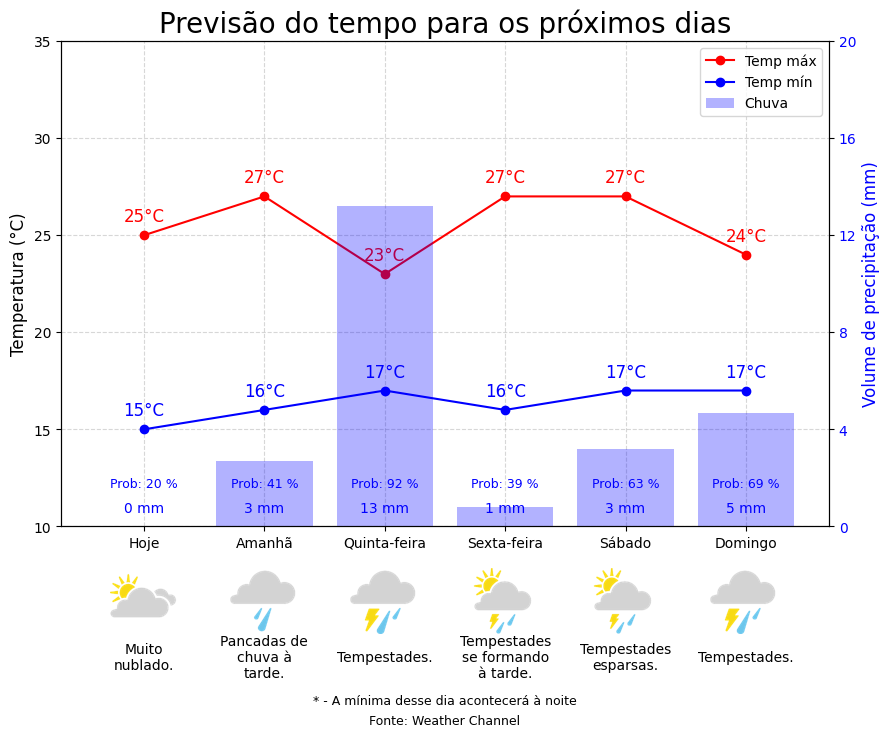 Previsão do tempo para os próximos dias
Temp máx
Temp mín
Chuva
Temperatura (°C)
Volume de precipitação (mm)
35
30
25
20
15
10
20
16
12
8
4
0
25°C
27°C
23°C
27°C
27°C
24°C
15°C
16°C
17°C
16°C
17°C
17°C
Prob: 20 %
Prob: 41 %
Prob: 92 %
Prob: 39 %
Prob: 63 %
Prob: 69 %
0 mm
3 mm
13 mm
1 mm
3 mm
5 mm
Hoje
Amanhã
Quinta-feira
Sexta-feira
Sábado
Domingo
Muito
nublado.
Pancadas de
chuva à
tarde.
Tempestades.
Tempestades
se formando
à tarde.
Tempestades
esparsas.
Tempestades.
* - A mínima desse dia acontecerá à noite
Fonte: Weather Channel